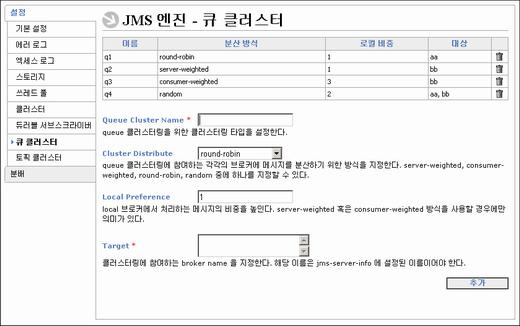 설정
기본 설정
에러 로그
엑세스 로그
스토리지
쓰레드 풀
클러스터
듀러블 서브스크라이버
큐 클러스터
토픽 클러스터
분배
JMS 엔진 - 큐 클러스터
이름 분산 방식 로컬 비중 대상
q1 round-robin 1 aa
q2 server-weighted 1 bb
q3 consumer-weighted 3 bb
q4 random 2 aa, bb
Queue Cluster Name *
queue 클러스터링을 위한 클러스터링 타입을 설정한다.
Cluster Distribute round-robin
queue 클러스터링에 참여하는 각각의 브로커에 메시지를 분산하기 위한 방식을 지정한다. server-weighted, consumer-
weighted, round-robin, random 중에 하나를 지정할 수 있다.
Local Preference 1
local 브로커에서 처리하는 메시지의 비중을 높인다. server-weighted 혹은 consumer-weighted 방식을 사용할 경우에만
의미가 있다.
Target *
클러스터링에 참여하는 broker name 을 지정한다. 해당 이름은 jms-server-info 에 설정된 이름이어야 한다.
추가